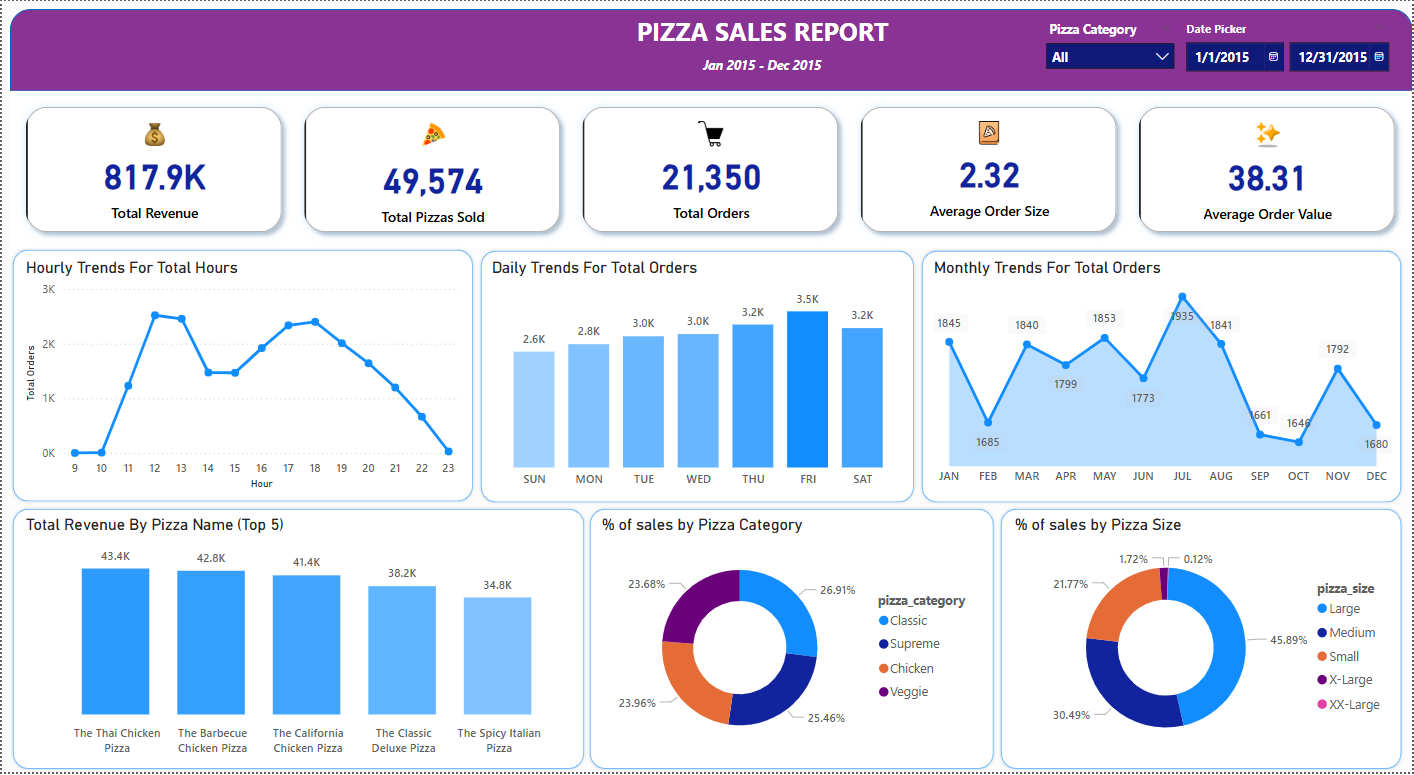 PIZZA SALES REPORT
Jan 2015 - Dec 2015
Pizza Category
All
Date Picker
1/1/2015
12/31/2015
817.9K
Total Revenue
49,574
Total Pizzas Sold
21,350
Total Orders
2.32
Average Order Size
38.31
Average Order Value
Hourly Trends For Total Hours
3K
2K
1K
0K
Total Orders
9 10 11 12 13 14 15 16 17 18 19 20 21 22 23
Hour
Daily Trends For Total Orders
2.6K 2.8K 3.0K 3.0K 3.2K 3.5K 3.2K
SUN MON TUE WED THU FRI SAT
Monthly Trends For Total Orders
1845 1685 1840 1799 1853 1773 1935 1841 1661 1646 1792 1680
JAN FEB MAR APR MAY JUN JUL AUG SEP OCT NOV DEC
Total Revenue By Pizza Name (Top 5)
43.4K 42.8K 41.4K 38.2K 34.8K
The Thai Chicken Pizza
The Barbecue Chicken Pizza
The California Chicken Pizza
The Classic Deluxe Pizza
The Spicy Italian Pizza
% of sales by Pizza Category
23.68%
26.91%
23.96%
25.46%
pizza_category
Classic
Supreme
Chicken
Veggie
% of sales by Pizza Size
1.72%
0.12%
21.77%
45.89%
30.49%
pizza_size
Large
Medium
Small
X-Large
XX-Large